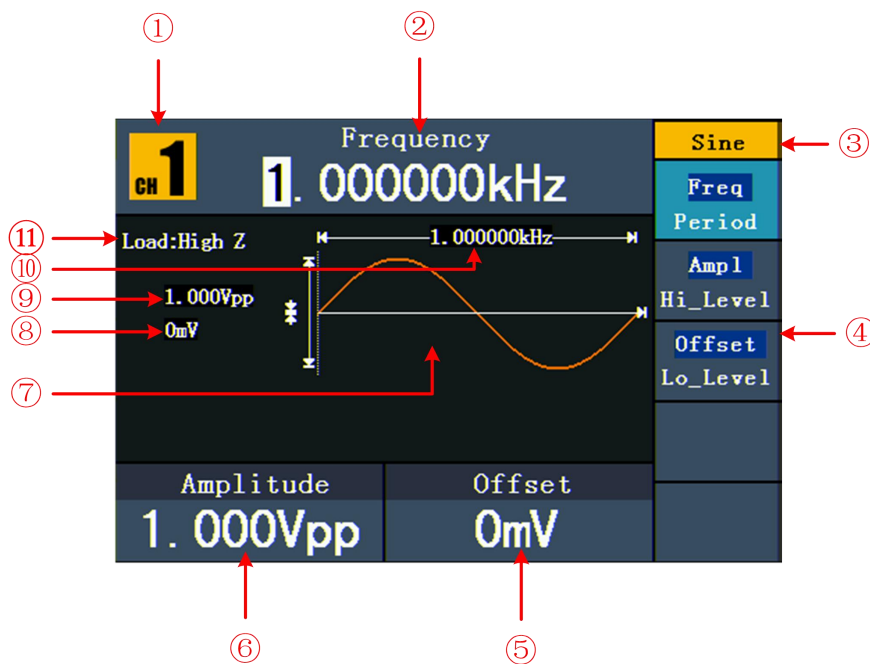 ① ②
Frequency
CH 1
1.000000kHz
Sine ③
Freq
Period
⑪ Load:High Z
1.000000kHz
⑩
Ampl
Hi_Level
⑨ 1.000Vpp
⑧ 0mV
Offset
Lo_Level
④
⑦
Amplitude
1.000Vpp
Offset
0mV
⑥ ⑤